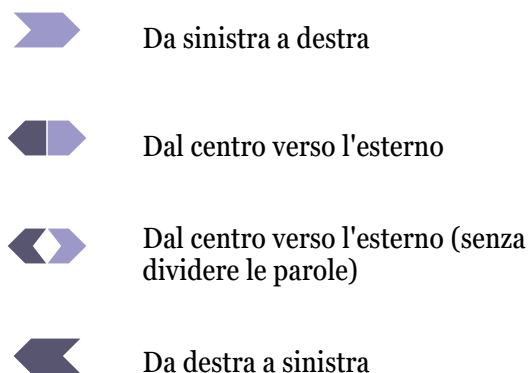 Da sinistra a destra
Dal centro verso l'esterno
Dal centro verso l'esterno (senza
dividere le parole)
Da destra a sinistra